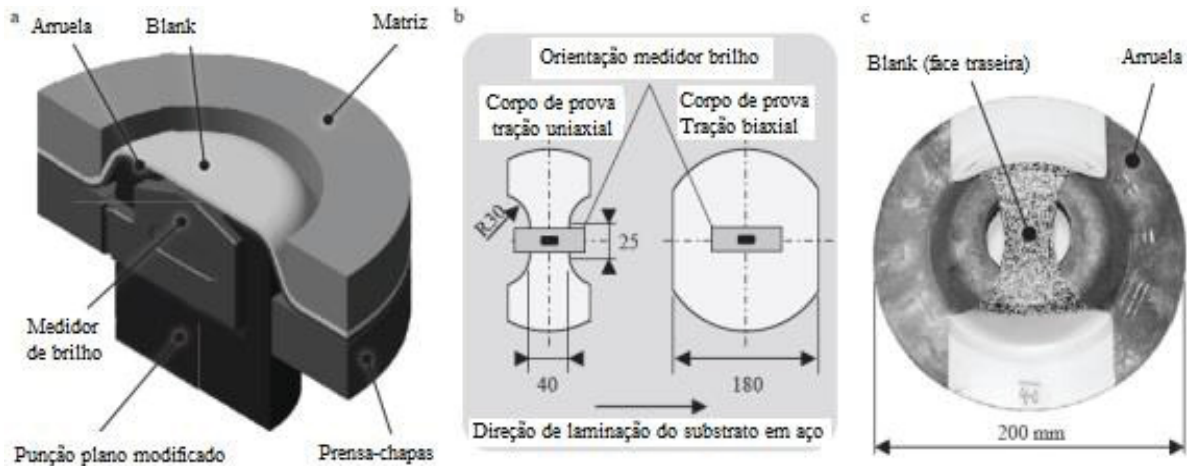 a
Arruela
Blank
Matriz
Medidor
de brilho
Punção plano modificado
Prensa-chapas
b
Orientação medidor brilho
Corpo de prova
tração uniaxial
Corpo de prova
Tração biaxial
R30
25
40
180
Direção de laminação do substrato em aço
c
Blank (face traseira)
Arruela
200 mm